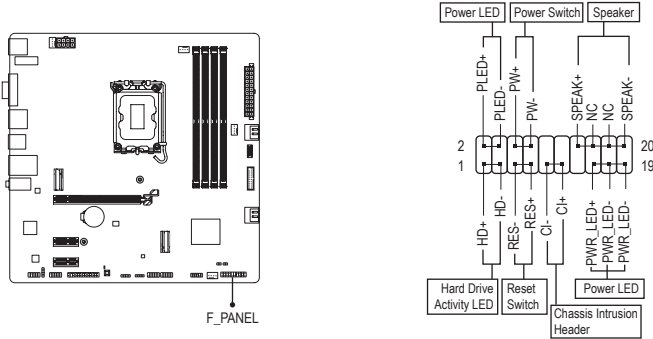 F_PANEL
Power LED
Power Switch
Speaker
PLED+
PLED-
PW+
PW-
SPEAK+
NC
NC
SPEAK-
2
20
1
19
HD+
HD-
RES-
RES+
CI-
CI+
PWR_LED+
PWR_LED-
PWR_LED-
Hard Drive
Activity LED
Reset
Switch
Power LED
Chassis Intrusion
Header